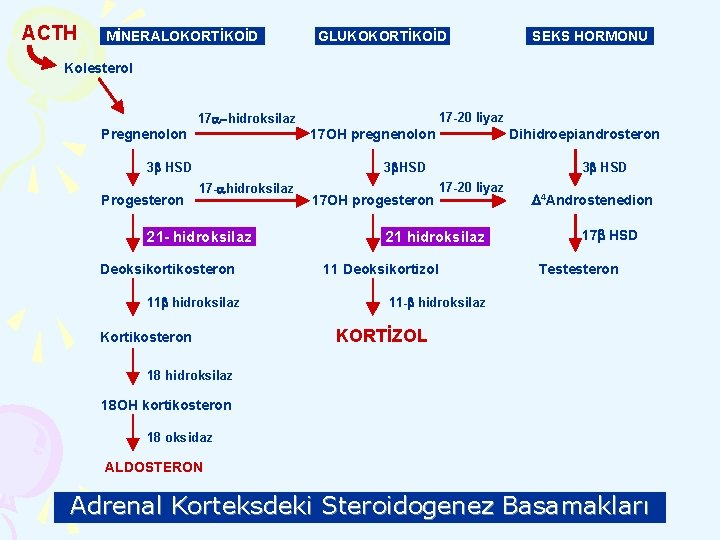 ACTH MİNERALOKORTİKOİD GLUKOKORTİKOİD SEKS HORMONU
Kolesterol
17α-hidroksilaz 17-20 liyaz
Pregnenolon 17OH pregnenolon Dihidroepiandrosteron
3β HSD 3βHSD 3β HSD
17-αhidroksilaz 17-20 liyaz
Progesteron 17OH progesteron Δ⁴Androstenedion
21- hidroksilaz 21 hidroksilaz 17β HSD
Deoksikortikosteron 11 Deoksikortizol Testesteron
11β hidroksilaz 11-β hidroksilaz
Kortikosteron KORTİZOL
18 hidroksilaz
18OH kortikosteron
18 oksidaz
ALDOSTERON
Adrenal Korteksdeki Steroidogenez Basamakları